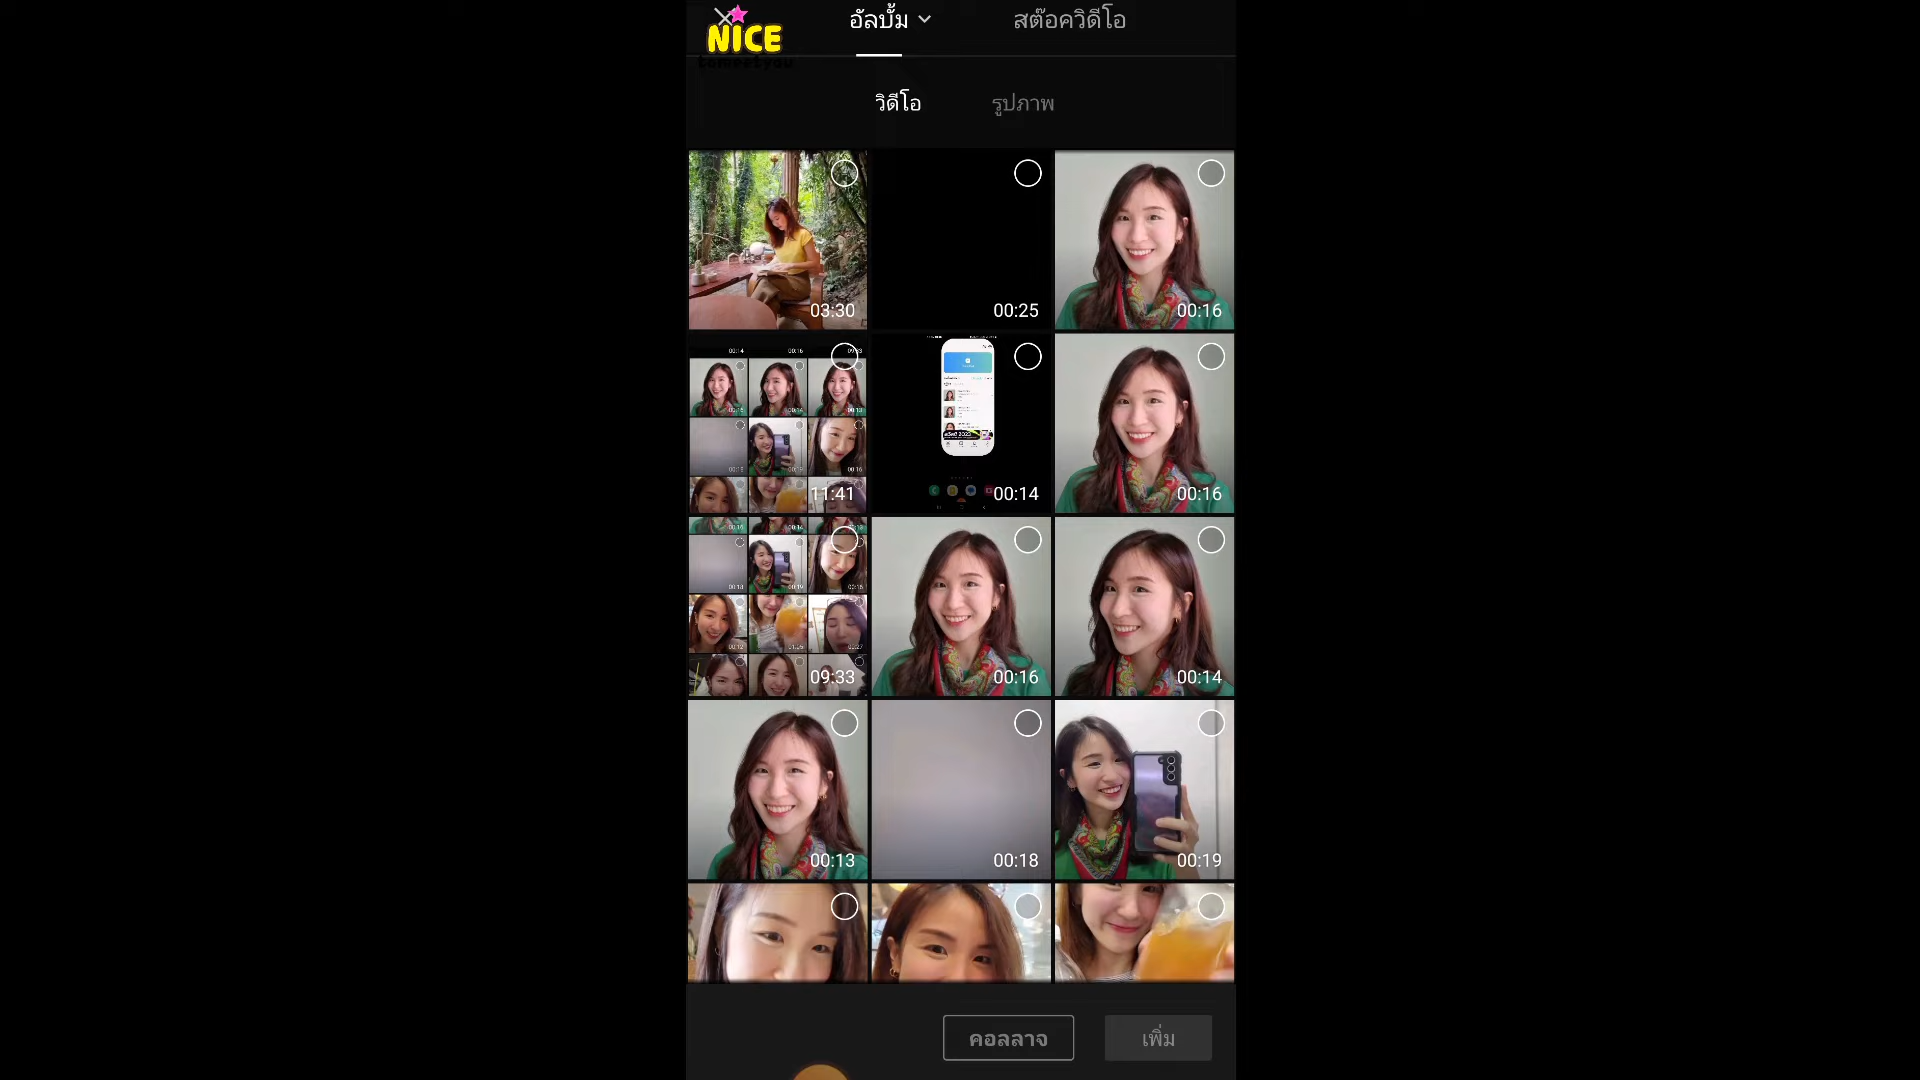 NICE
tomeetyou
อัลบั้ม
สต๊อควิดีโอ
วิดีโอ
รูปภาพ
03:30
00:25
00:16
11:41
00:14
00:16
09:33
00:16
00:14
00:13
00:18
00:19
คอลลาจ
เพิ่ม